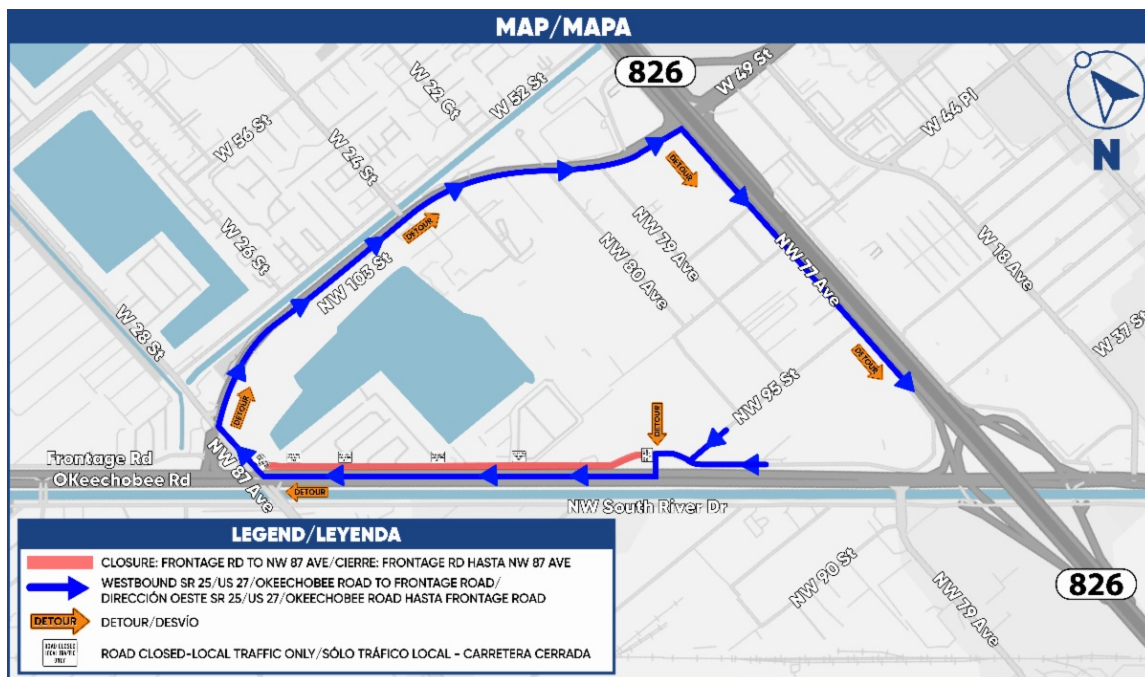 MAP/MAPA
826
W 49 St
W 22 Ct
W 52 St
W 44 Pl
W 56 St
W 24 St
N
DETOUR
DETOUR
NW 79 Ave
W 26 St
NW 103 St
NW 80 Ave
NW 77 Ave
W 18 Ave
W 28 St
W 37 St
DETOUR
DETOUR
NW 95 St
DETOUR
Frontage Rd
OKeechobee Rd
NW 87 Ave
DETOUR
NW South River Dr
LEGEND/LEYENDA
CLOSURE: FRONTAGE RD TO NW 87 AVE/CIERRE: FRONTAGE RD HASTA NW 87 AVE
WESTBOUND SR 25/US 27/OKEECHOBEE ROAD TO FRONTAGE ROAD/
DIRECCIÓN OESTE SR 25/US 27/OKEECHOBEE ROAD HASTA FRONTAGE ROAD
DETOUR DETOUR/DESVÍO
ROAD CLOSED
LOCAL TRAFFIC
ONLY
ROAD CLOSED-LOCAL TRAFFIC ONLY/SÓLO TRÁFICO LOCAL - CARRETERA CERRADA
NW 90 St
NW 79 Ave
826